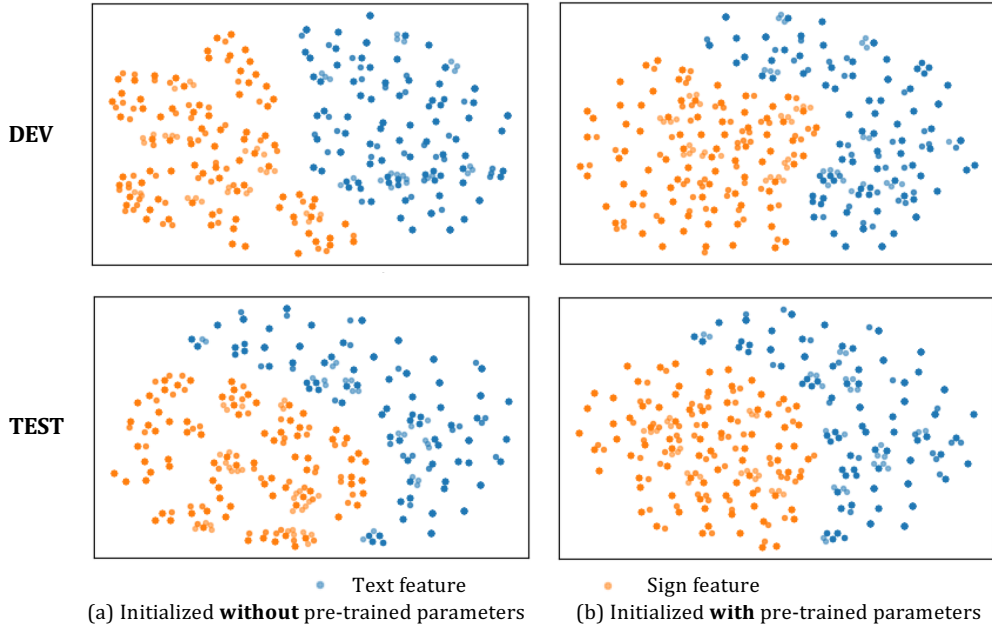 DEV
TEST
Text feature Sign feature
(a) Initialized without pre-trained parameters (b) Initialized with pre-trained parameters